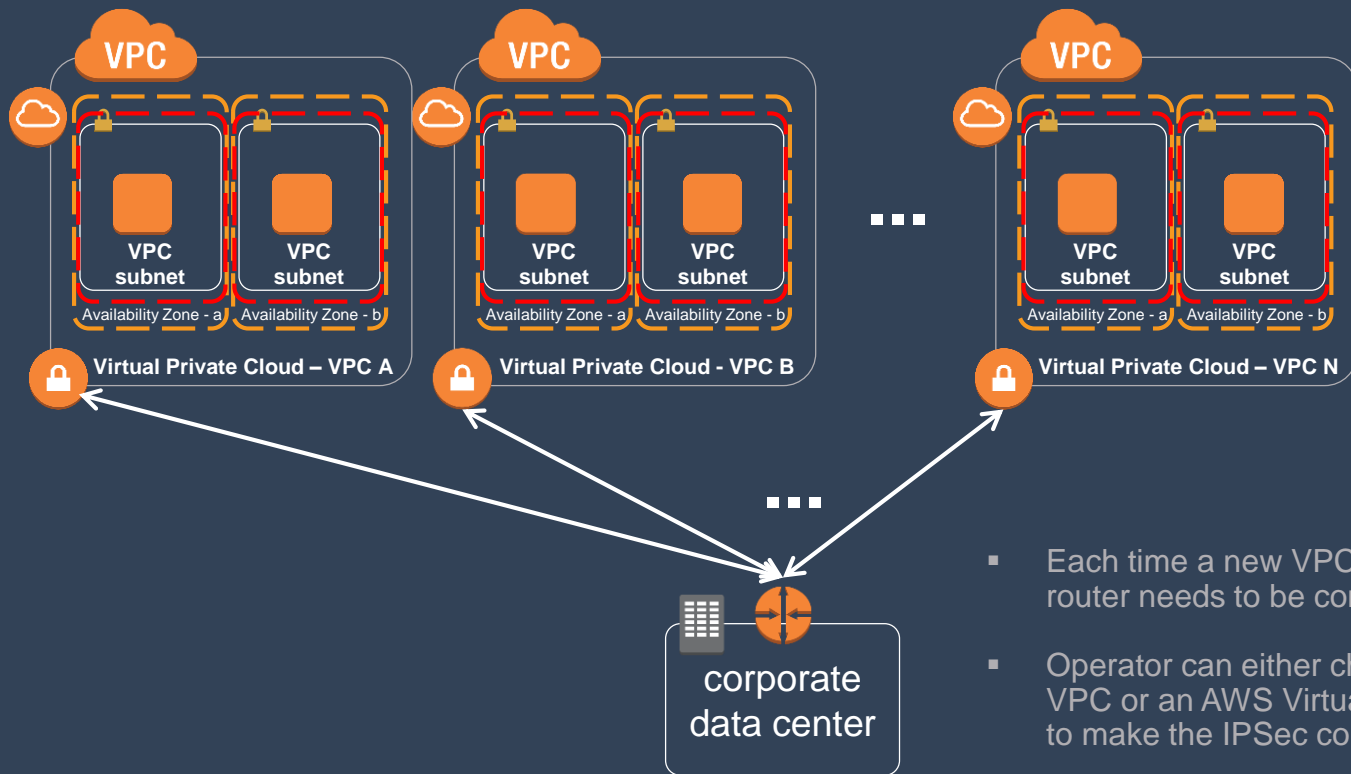 VPC
VPC
VPC
VPC
subnet
VPC
subnet
VPC
subnet
VPC
subnet
...
VPC
subnet
VPC
subnet
Availability Zone - a
Availability Zone - b
Availability Zone - a
Availability Zone - b
Availability Zone - a
Availability Zone - b
Virtual Private Cloud – VPC A
Virtual Private Cloud - VPC B
Virtual Private Cloud – VPC N
...
corporate
data center
▪ Each time a new VPC
router needs to be
▪ Operator can either
VPC or an AWS
to make the IPSec